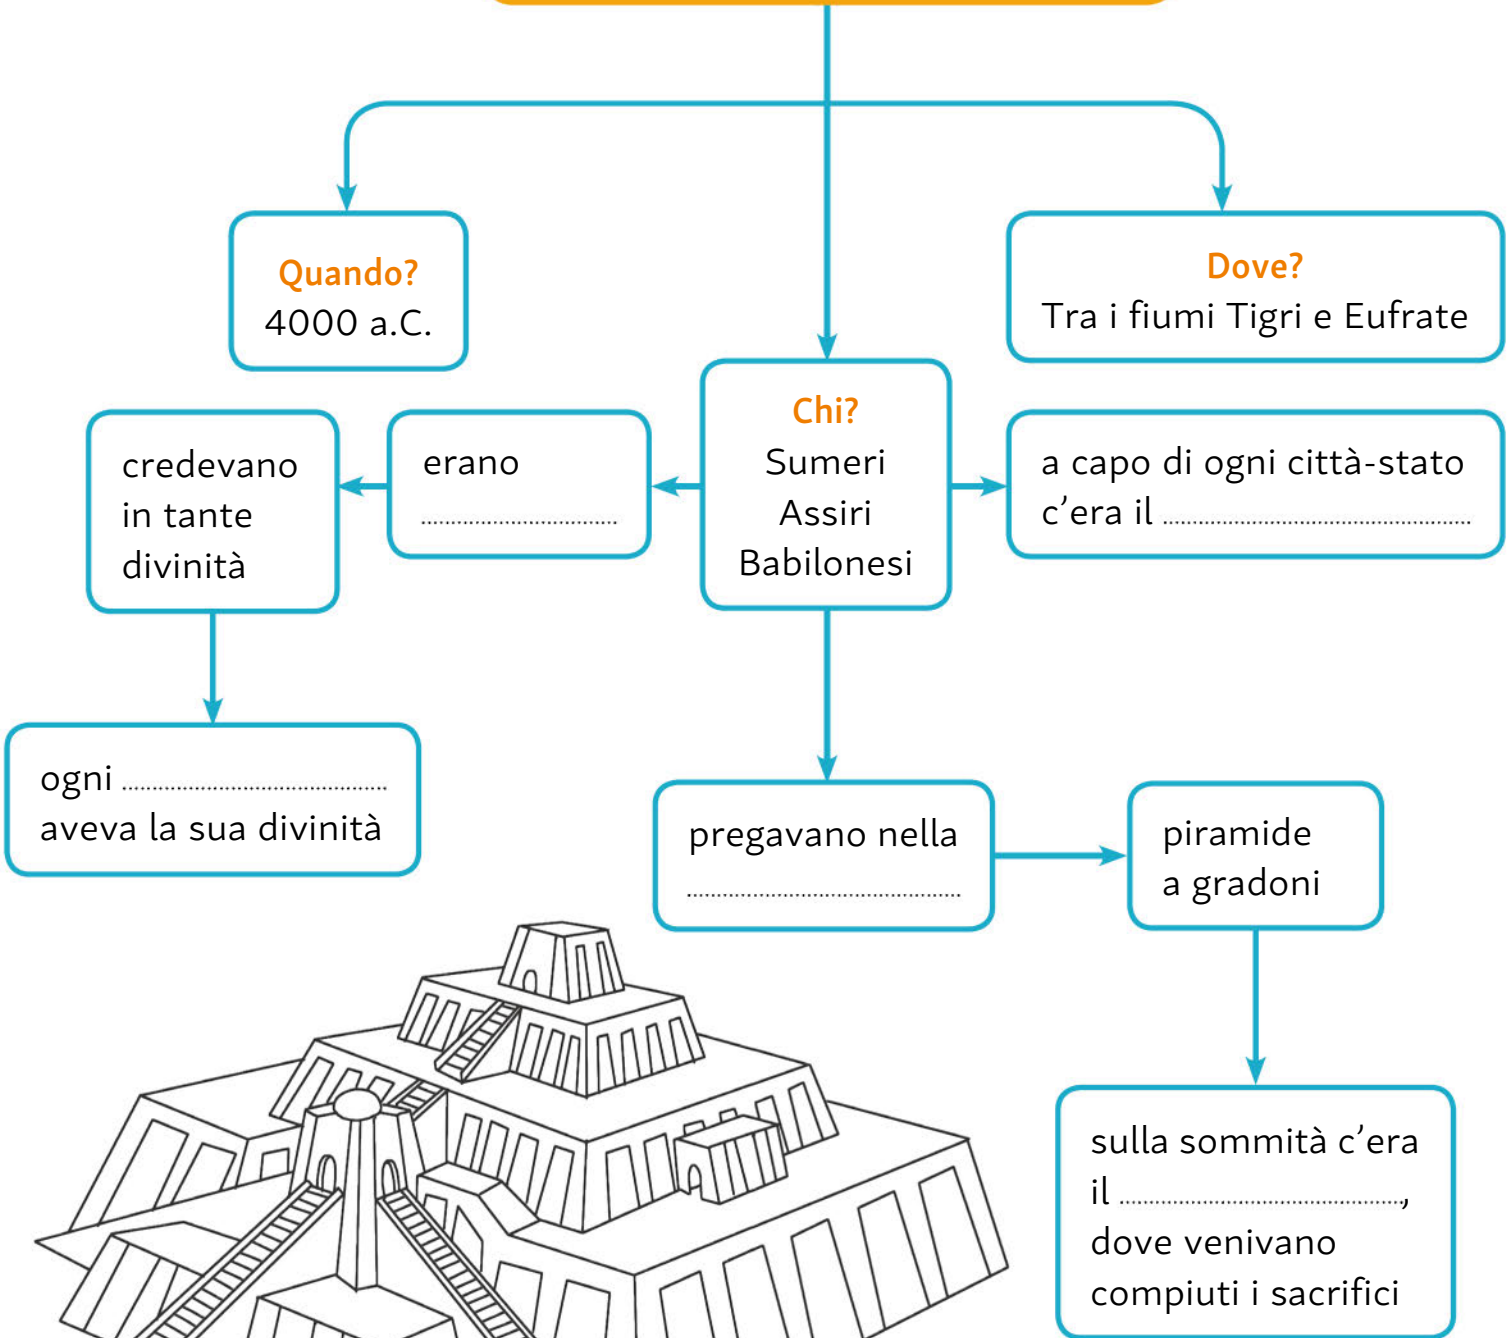 Quando?
4000 a.C.
Dove?
Tra i fiumi Tigri e Eufrate
credevano
in tante
divinità
erano
........................
Chi?
Sumeri
Assiri
Babilonesi
a capo di ogni città-stato
c'era il ........................
ogni ........................
aveva la sua divinità
pregavano nella
........................
piramide
a gradoni
sulla sommità c'era
il ........................,
dove venivano
compiuti i sacrifici